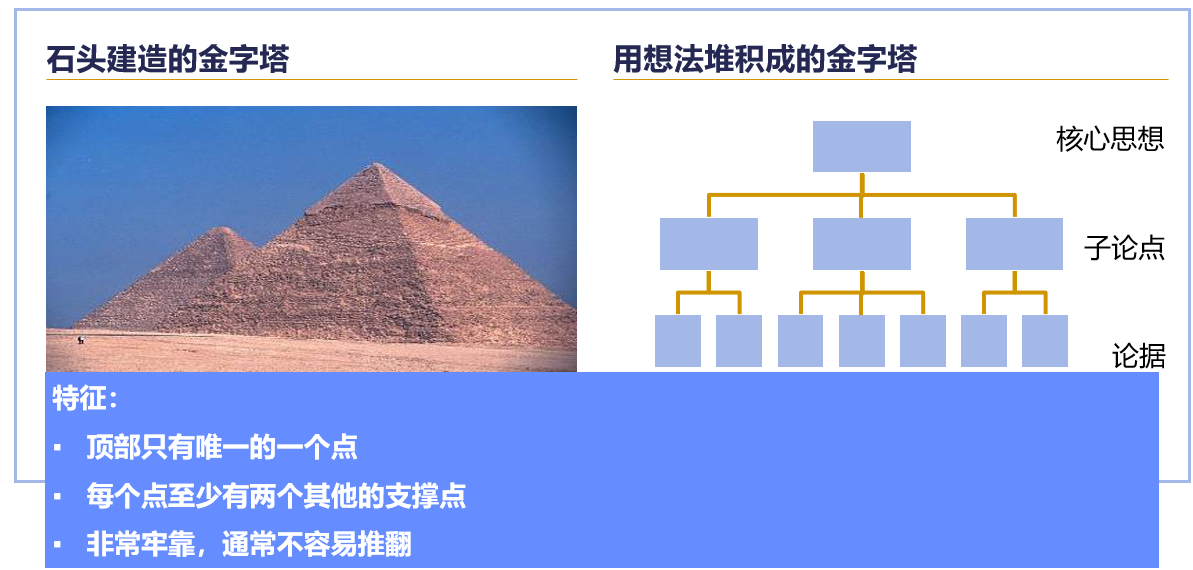 石头建造的金字塔
用想法堆积成的金字塔
核心思想
子论点
论据
特征：
▪ 顶部只有唯一的一个点
▪ 每个点至少有两个其他的支撑点
▪ 非常牢靠，通常不容易推翻